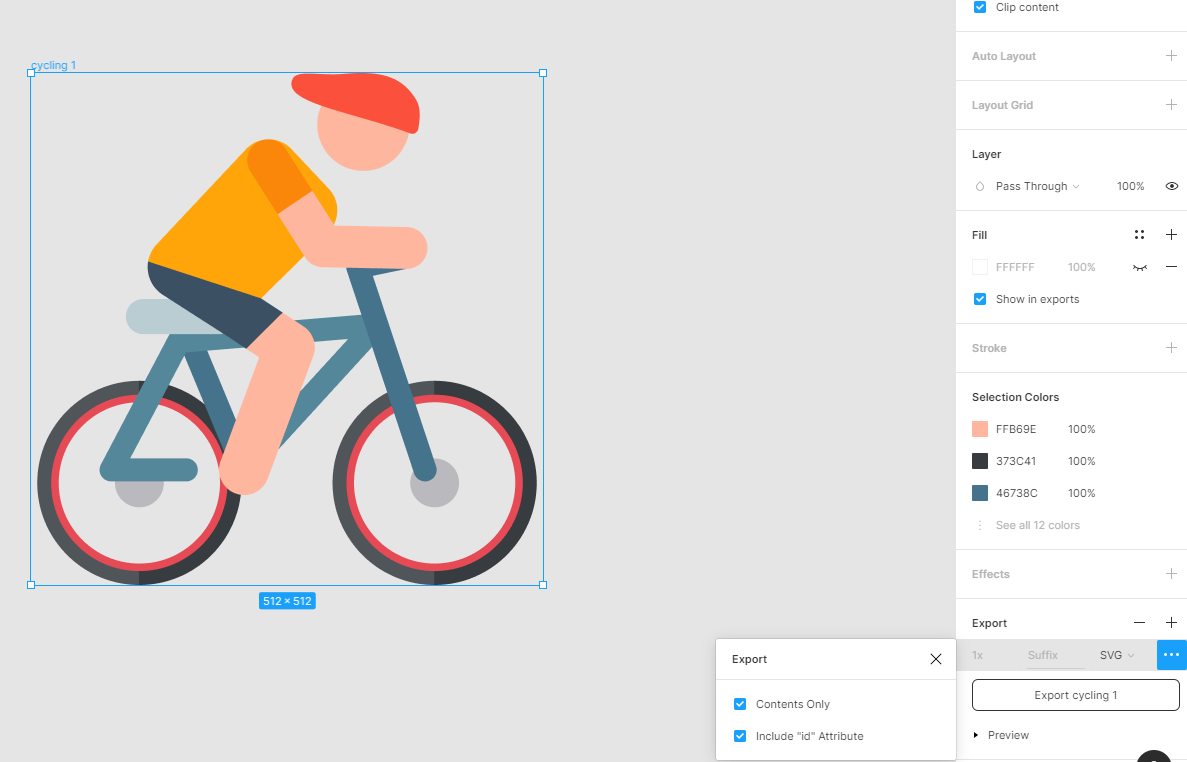 cycling 1
512 × 512
Clip content
Auto Layout
Layout Grid
Layer
Pass Through 100%
Fill
FFFFFF 100%
Show in exports
Stroke
Selection Colors
FFB69E 100%
373C41 100%
46738C 100%
See all 12 colors
Effects
Export
1x Suffix SVG
Export cycling 1
Preview
Export
Contents Only
Include "id" Attribute